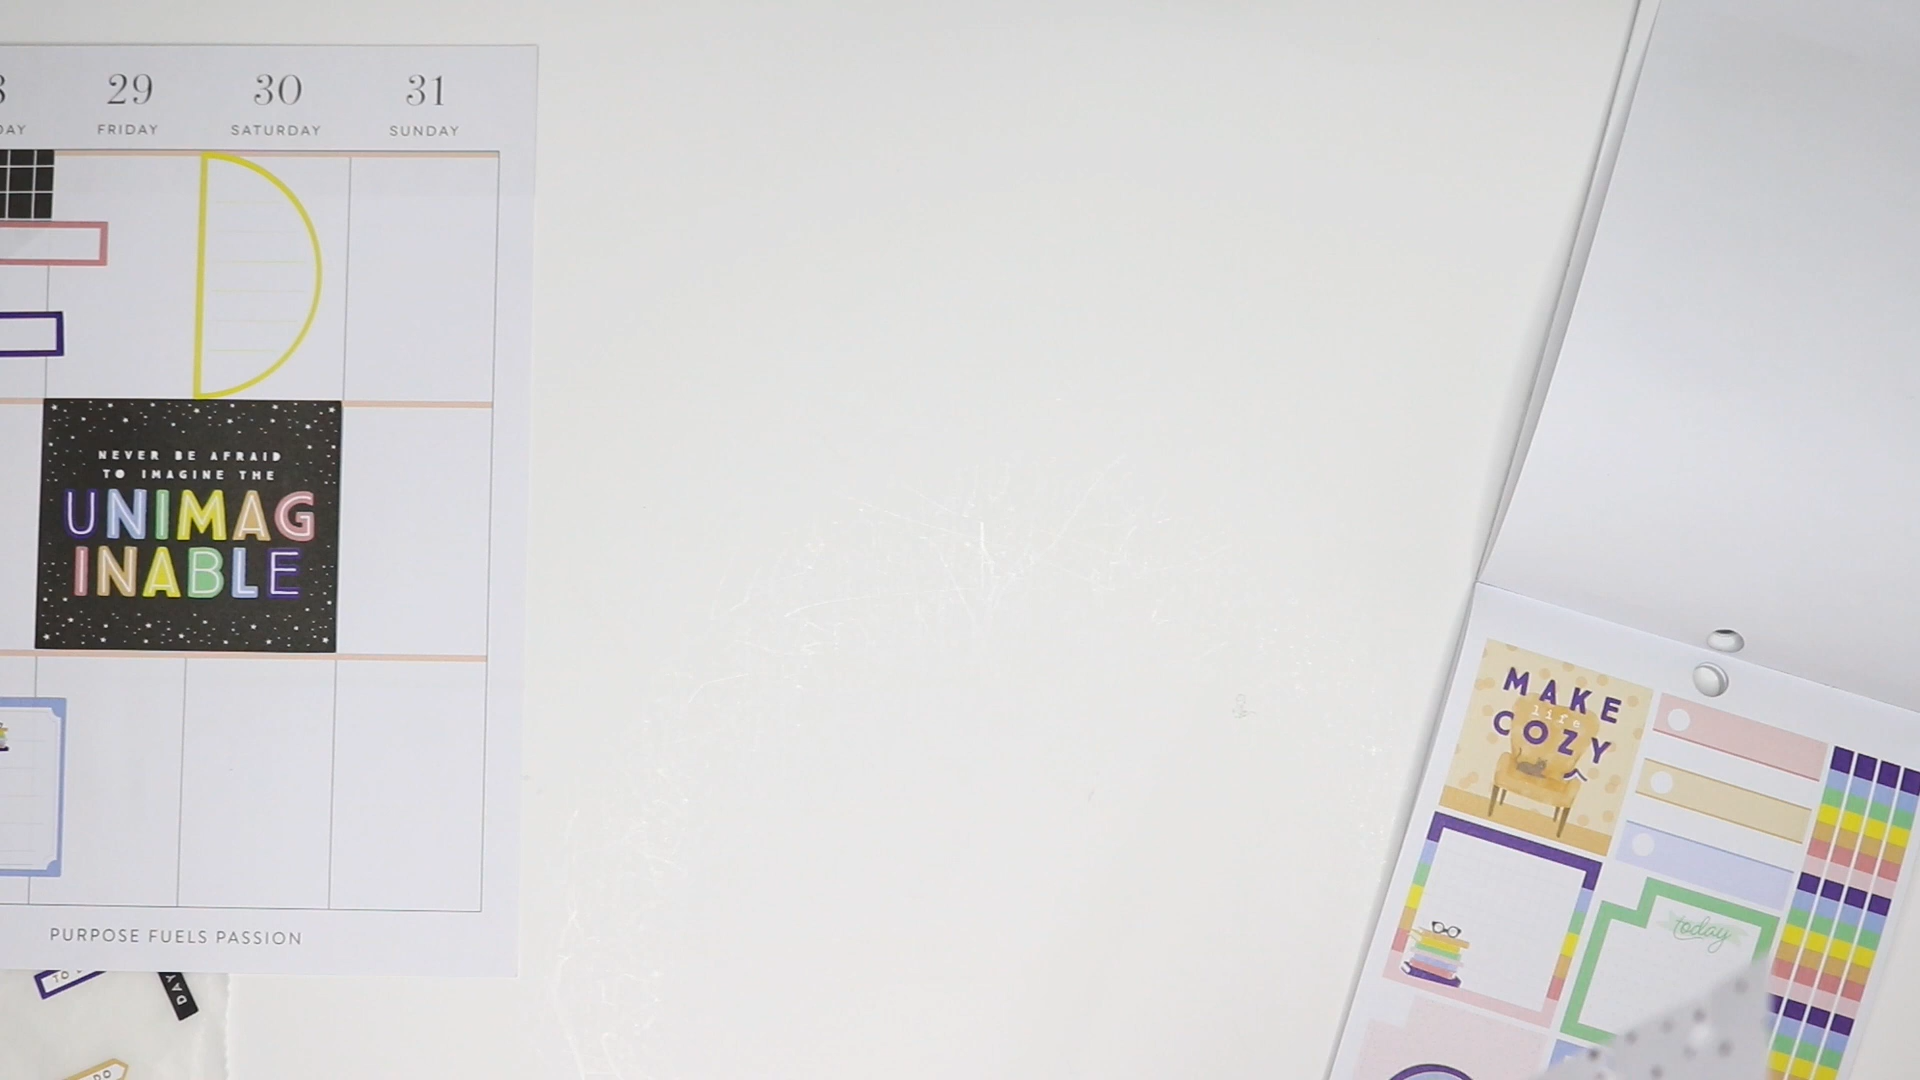 29
FRIDAY
30
SATURDAY
31
SUNDAY
NEVER BE AFRAID
TO IMAGINE THE
UNIMAG
INABLE
PURPOSE FUELS PASSION
DAY
MAKE
life
COZY
today